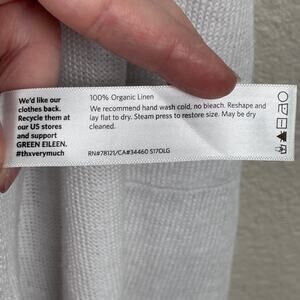 We'd like our
clothes back.
Recycle them at
our US stores
and support
GREEN EILEEN.
#thxverymuch
100% Organic Linen
We recommend hand wash cold, no bleach. Reshape and
lay flat to dry. Steam press to restore size. May be dry
cleaned.
RN#78121/CA#34460 S17OLG